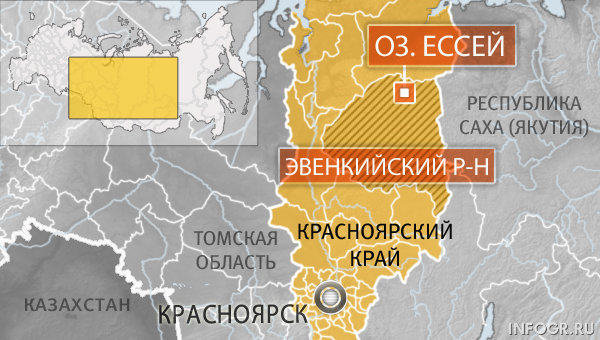 ОЗ. ЕССЕЙ
РЕСПУБЛИКА
САХА (ЯКУТИЯ)
ЭВЕНКИЙСКИЙ Р-Н
ТОМСКАЯ
ОБЛАСТЬ
КРАСНОЯРСКИЙ
КРАЙ
КАЗАХСТАН
КРАСНОЯРСК
INFOGR.RU